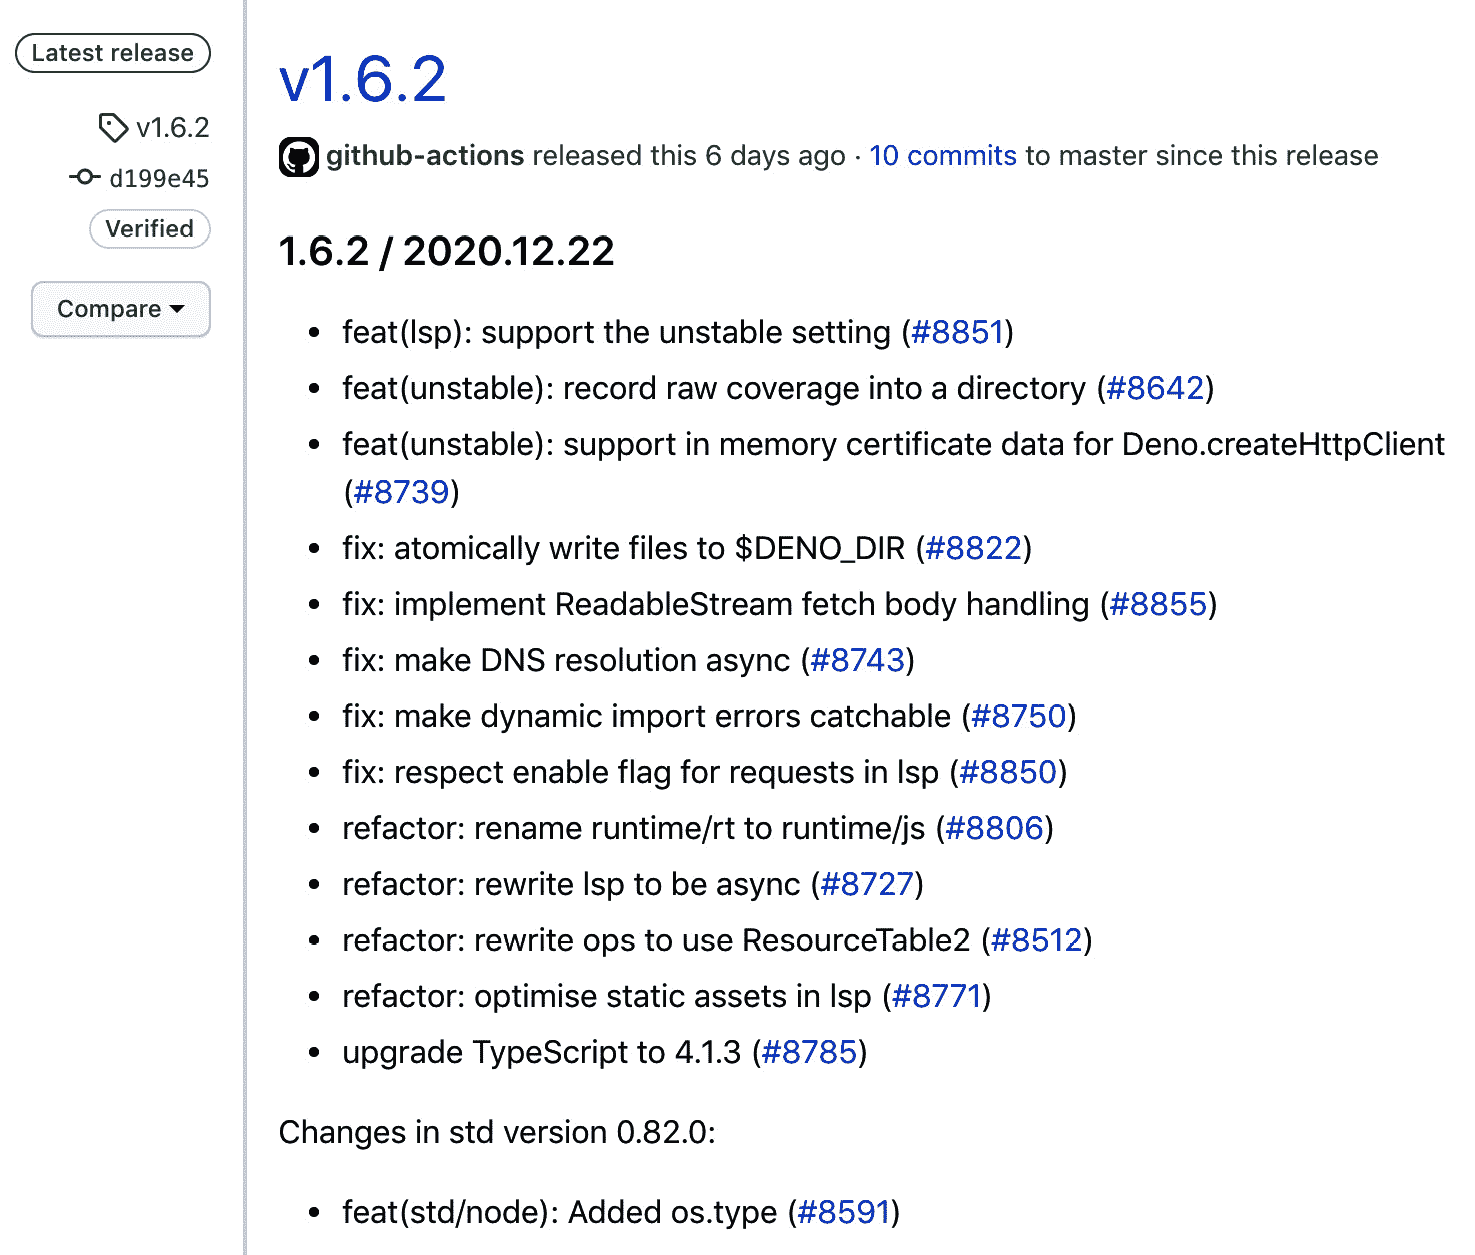 Latest release
v1.6.2
d199e45
Verified
Compare
v1.6.2
github-actions released this 6 days ago · 10 commits to master since this release
1.6.2 / 2020.12.22
• feat(lsp): support the unstable setting (#8851)
• feat(unstable): record raw coverage into a directory (#8642)
• feat(unstable): support in memory certificate data for Deno.createHttpClient
(#8739)
• fix: atomically write files to $DENO_DIR (#8822)
• fix: implement ReadableStream fetch body handling (#8855)
• fix: make DNS resolution async (#8743)
• fix: make dynamic import errors catchable (#8750)
• fix: respect enable flag for requests in lsp (#8850)
• refactor: rename runtime/rt to runtime/js (#8806)
• refactor: rewrite lsp to be async (#8727)
• refactor: rewrite ops to use ResourceTable2 (#8512)
• refactor: optimise static assets in lsp (#8771)
• upgrade TypeScript to 4.1.3 (#8785)
Changes in std version 0.82.0:
• feat(std/node): Added os.type (#8591)